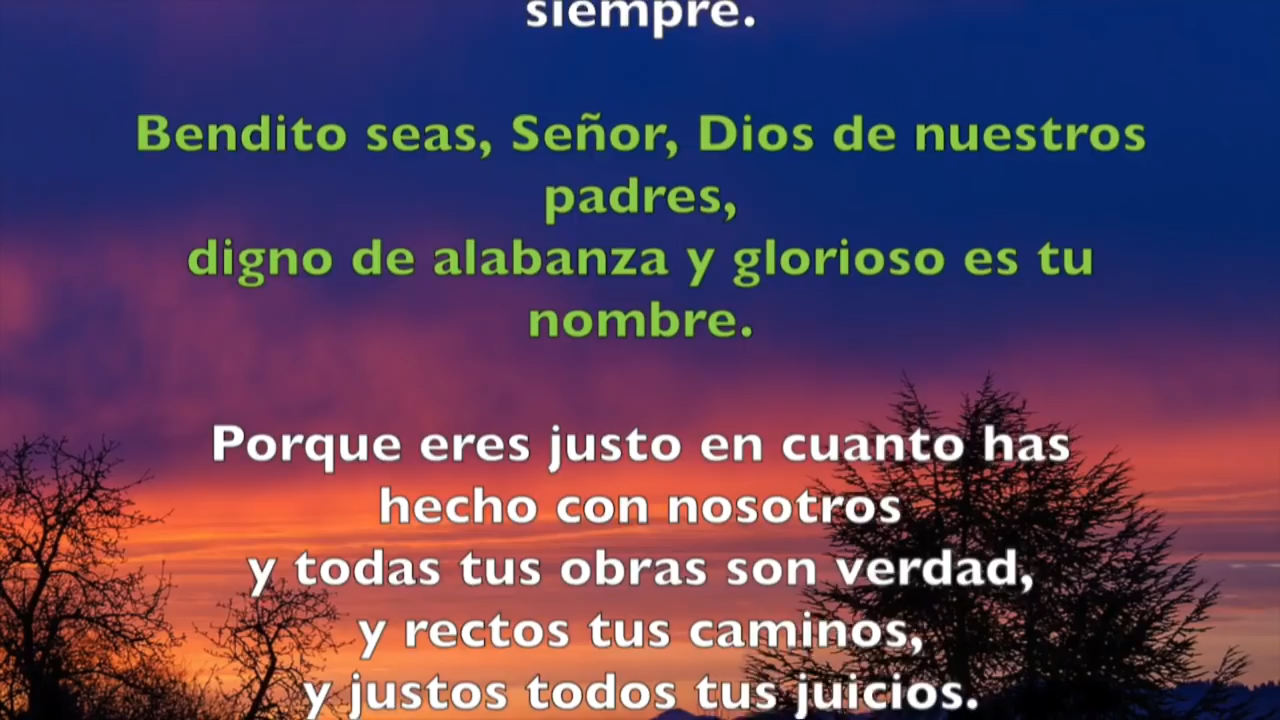 siempre.
Bendito seas, Señor, Dios de nuestros
padres,
digno de alabanza y glorioso es tu
nombre.
Porque eres justo en cuanto has
hecho con nosotros
y todas tus obras son verdad,
y rectos tus caminos,
y justos todos tus juicios.